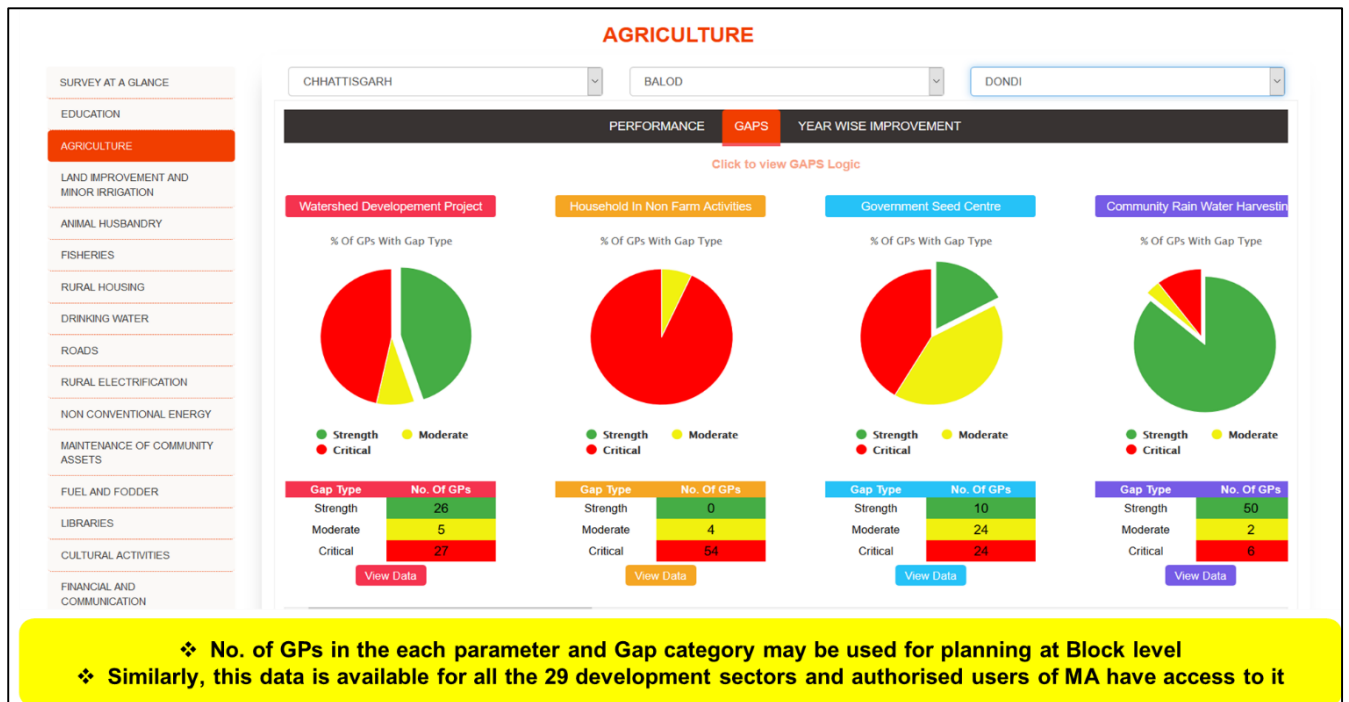 AGRICULTURE
SURVEY AT A GLANCE
EDUCATION
AGRICULTURE
LAND IMPROVEMENT AND
MINOR IRRIGATION
ANIMAL HUSBANDRY
FISHERIES
RURAL HOUSING
DRINKING WATER
ROADS
RURAL ELECTRIFICATION
NON CONVENTIONAL ENERGY
MAINTENANCE OF COMMUNITY
ASSETS
FUEL AND FODDER
LIBRARIES
CULTURAL ACTIVITIES
FINANCIAL AND
COMMUNICATION
CHHATTISGARH BALOD DONDI
PERFORMANCE GAPS YEAR WISE IMPROVEMENT
Click to view GAPS Logic
Watershed Developement Project
% Of GPs With Gap Type
Strength Moderate
Critical
Gap Type No. Of GPs
Strength 26
Moderate 5
Critical 27
View Data
Household In Non Farm Activities
% Of GPs With Gap Type
Strength Moderate
Critical
Gap Type No. Of GPs
Strength 0
Moderate 4
Critical 54
View Data
Government Seed Centre
% Of GPs With Gap Type
Strength Moderate
Critical
Gap Type No. Of GPs
Strength 10
Moderate 24
Critical 24
View Data
Community Rain Water Harvestin
% Of GPs With Gap Type
Strength Moderate
Critical
Gap Type No. Of GPs
Strength 50
Moderate 2
Critical 6
View Data
❖ No. of GPs in the each parameter and Gap category may be used for planning at Block level
❖ Similarly, this data is available for all the 29 development sectors and authorised users of MA have access to it